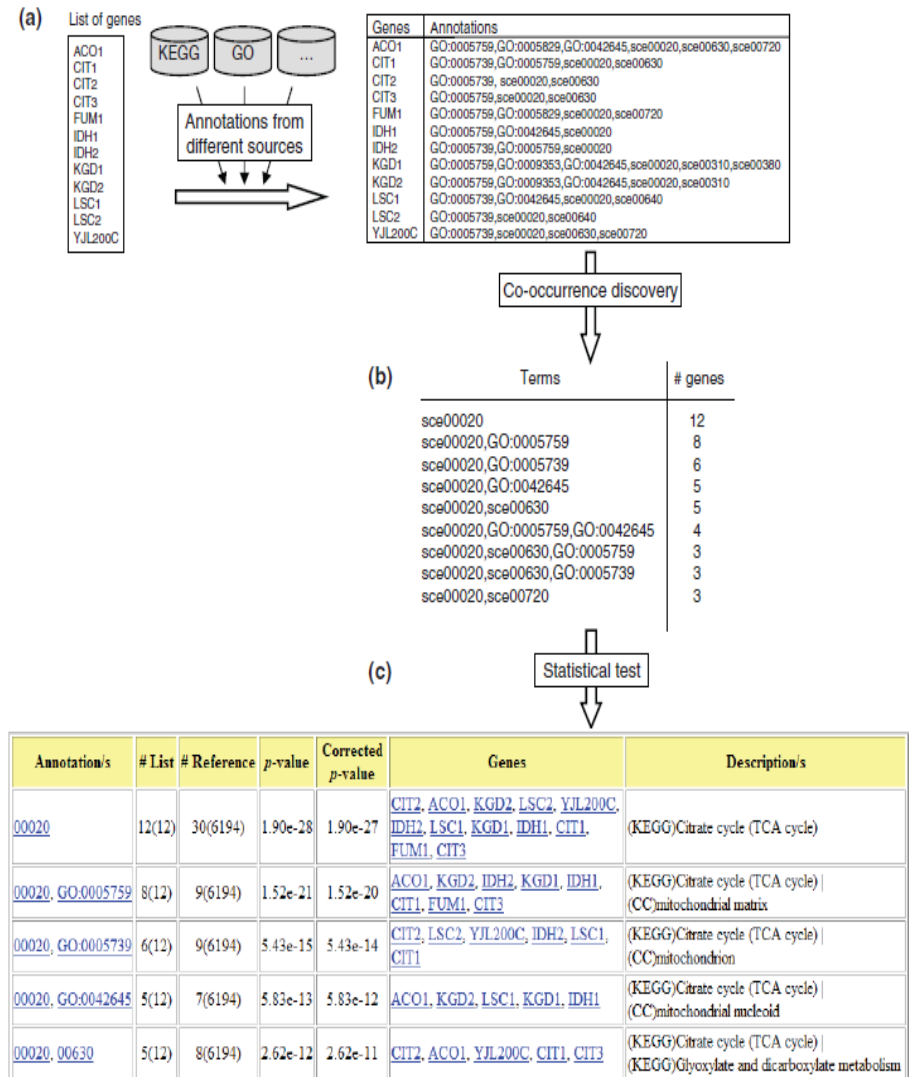 (a)
List of genes
ACO1
CIT1
CIT2
CIT3
FUM1
IDH1
IDH2
KGD1
KGD2
LSC1
LSC2
YJL200C
KEGG GO ...
Annotations from
different sources
Genes Annotations
ACO1 GO:0005759,GO:0005829,GO:0042645,sce00020,sce00630,sce00720
CIT1 GO:0005739,GO:0005759,sce00020,sce00630
CIT2 GO:0005739, sce00020,sce00630
CIT3 GO:0005759,sce00020,sce00630
FUM1 GO:0005759,GO:0005829,sce00020,sce00720
IDH1 GO:0005759,GO:0042645,sce00020
IDH2 GO:0005739,GO:0005759,sce00020
KGD1 GO:0005759,GO:0009353,GO:0042645,sce00020,sce00310,sce00380
KGD2 GO:0005759,GO:0009353,GO:0042645,sce00020,sce00310
LSC1 GO:0005739,GO:0042645,sce00020,sce00640
LSC2 GO:0005739,sce00020,sce00640
YJL200C GO:0005739,sce00020,sce00630,sce00720
Co-occurrence discovery
(b)
Terms # genes
sce00020 12
sce00020,GO:0005759 8
sce00020,GO:0005739 6
sce00020,GO:0042645 5
sce00020,sce00630 5
sce00020,GO:0005759,GO:0042645 4
sce00020,sce00630,GO:0005759 3
sce00020,sce00630,GO:0005739 3
sce00020,sce00720 3
(c)
Statistical test
Annotation/s # List # Reference p-value Corrected p-value Genes Description/s
00020 12(12) 30(6194) 1.90e-28 1.90e-27
CIT2, ACO1, KGD2, LSC2, YJL200C,
IDH2, LSC1, KGD1, IDH1, CIT1,
FUM1, CIT3
(KEGG)Citrate cycle (TCA cycle)
00020, GO:0005759 8(12) 9(6194) 1.52e-21 1.52e-20
ACO1, KGD2, IDH2, KGD1, IDH1,
CIT1, FUM1, CIT3
(KEGG)Citrate cycle (TCA cycle) |
(CC)mitochondrial matrix
00020, GO:0005739 6(12) 9(6194) 5.43e-15 5.43e-14
CIT2, LSC2, YJL200C, IDH2, LSC1,
CIT1
(KEGG)Citrate cycle (TCA cycle) |
(CC)mitochondrion
00020, GO:0042645 5(12) 7(6194) 5.83e-13 5.83e-12
ACO1, KGD2, LSC1, KGD1, IDH1
(KEGG)Citrate cycle (TCA cycle) |
(CC)mitochondrial nucleoid
00020, 00630 5(12) 8(6194) 2.62e-12 2.62e-11
CIT2, ACO1, YJL200C, CIT1, CIT3
(KEGG)Citrate cycle (TCA cycle) |
(KEGG)Glyoxylate and dicarboxylate metabolism